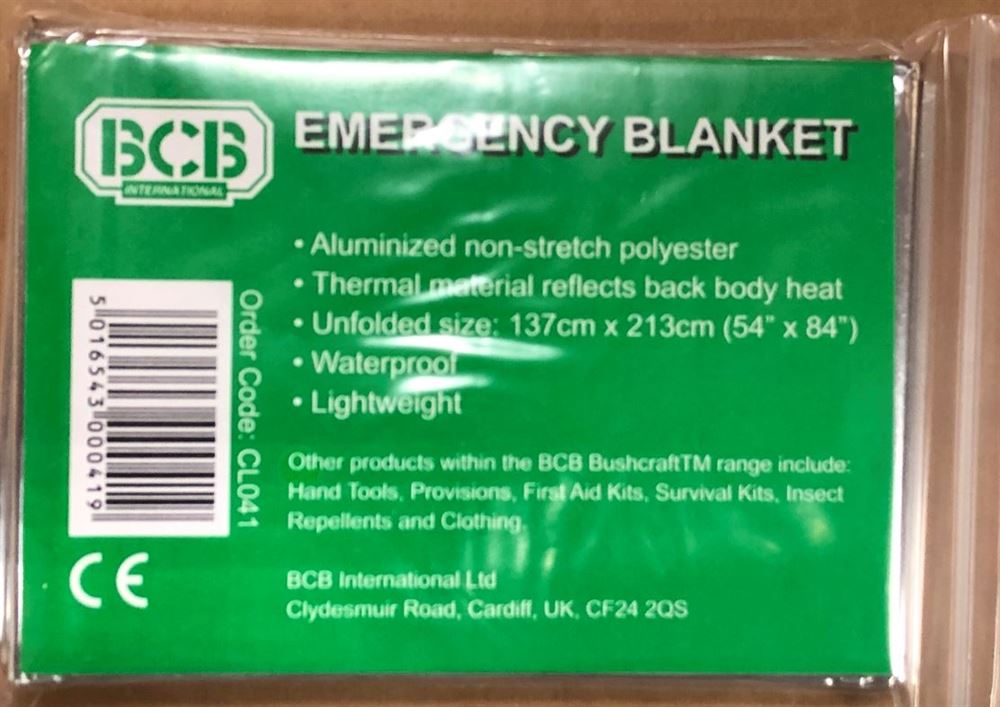 BCB
INTERNATIONAL
EMERGENCY BLANKET
• Aluminized non-stretch polyester
• Thermal material reflects back body heat
• Unfolded size: 137cm x 213cm (54" x 84")
• Waterproof
• Lightweight
Order Code: CL041
5 016543 000419
Other products within the BCB BushcraftTM range include:
Hand Tools, Provisions, First Aid Kits, Survival Kits, Insect
Repellents and Clothing.
CE
BCB International Ltd
Clydesmuir Road, Cardiff, UK, CF24 2QS